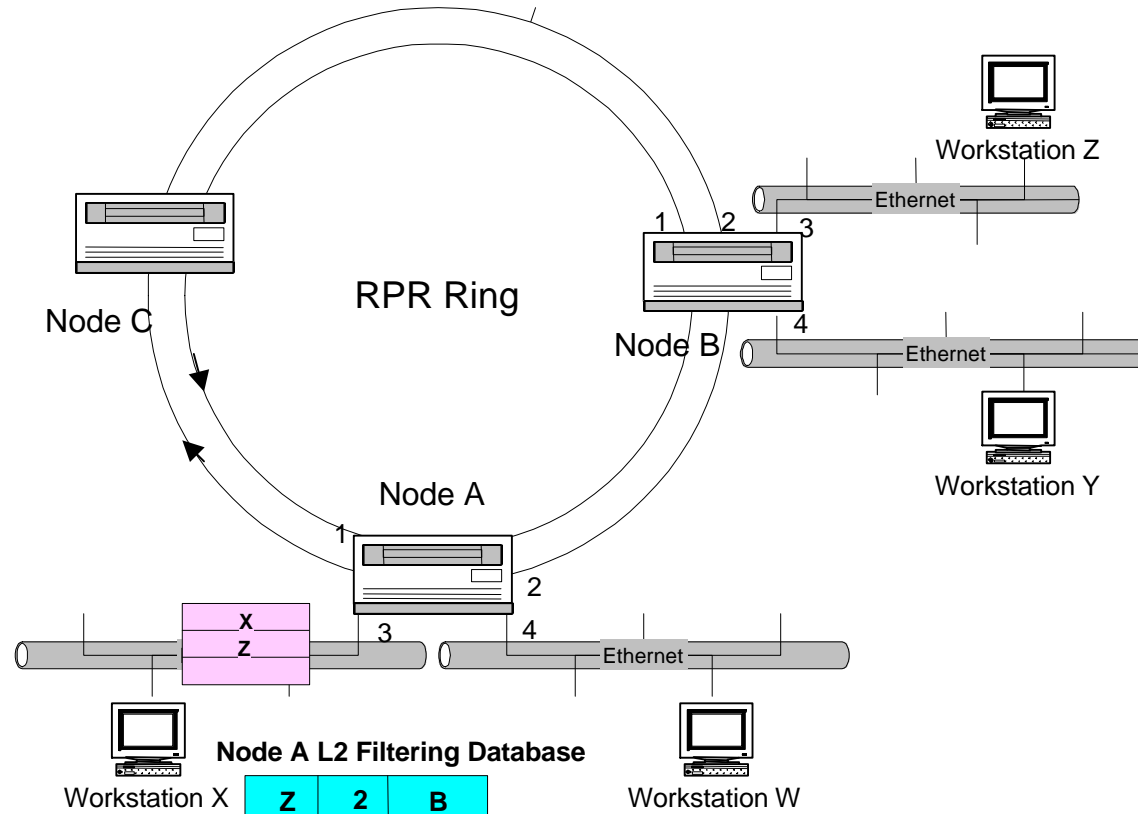 Workstation Z
Ethernet
1
2
3
RPR Ring
Node C
Node B
4
Ethernet
Workstation Y
Node A
1
2
X
Z
3
4
Ethernet
Node A L2 Filtering Database
Workstation X
Z 2 B
Workstation W